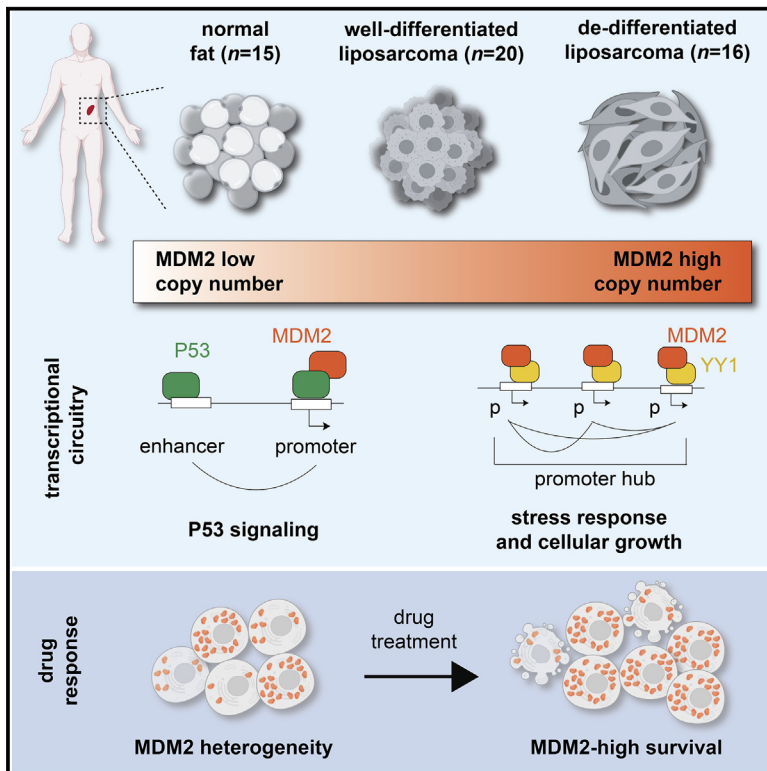 normal
fat (n=15)
well-differentiated
liposarcoma (n=20)
de-differentiated
liposarcoma (n=16)
MDM2 low
copy number
MDM2 high
copy number
transcriptional
circuitry
P53
MDM2
enhancer
promoter
P53 signaling
MDM2
YY1
p
p
p
promoter hub
stress response
and cellular growth
drug
response
drug
treatment
MDM2 heterogeneity
MDM2-high survival